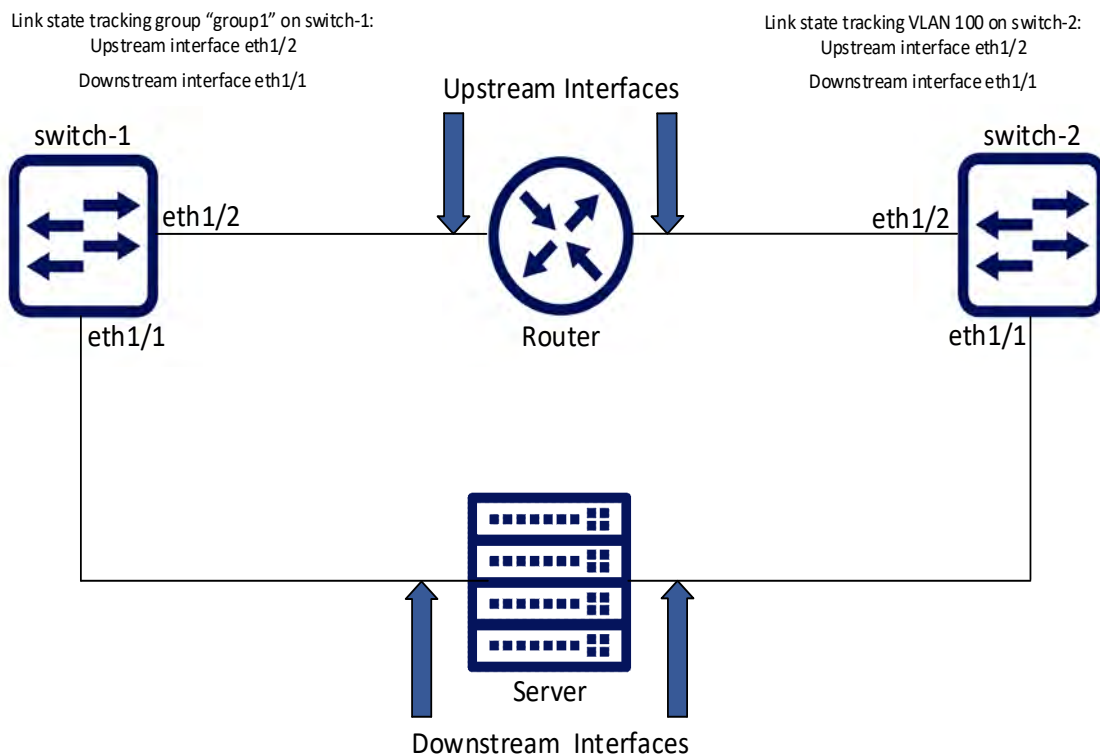 Link state tracking group “group1” on switch-1:
Upstream interface eth1/2
Downstream interface eth1/1
Link state tracking VLAN 100 on switch-2:
Upstream interface eth1/2
Downstream interface eth1/1
Upstream Interfaces
switch-1
switch-2
eth1/2
eth1/2
eth1/1
Router
eth1/1
Server
Downstream Interfaces